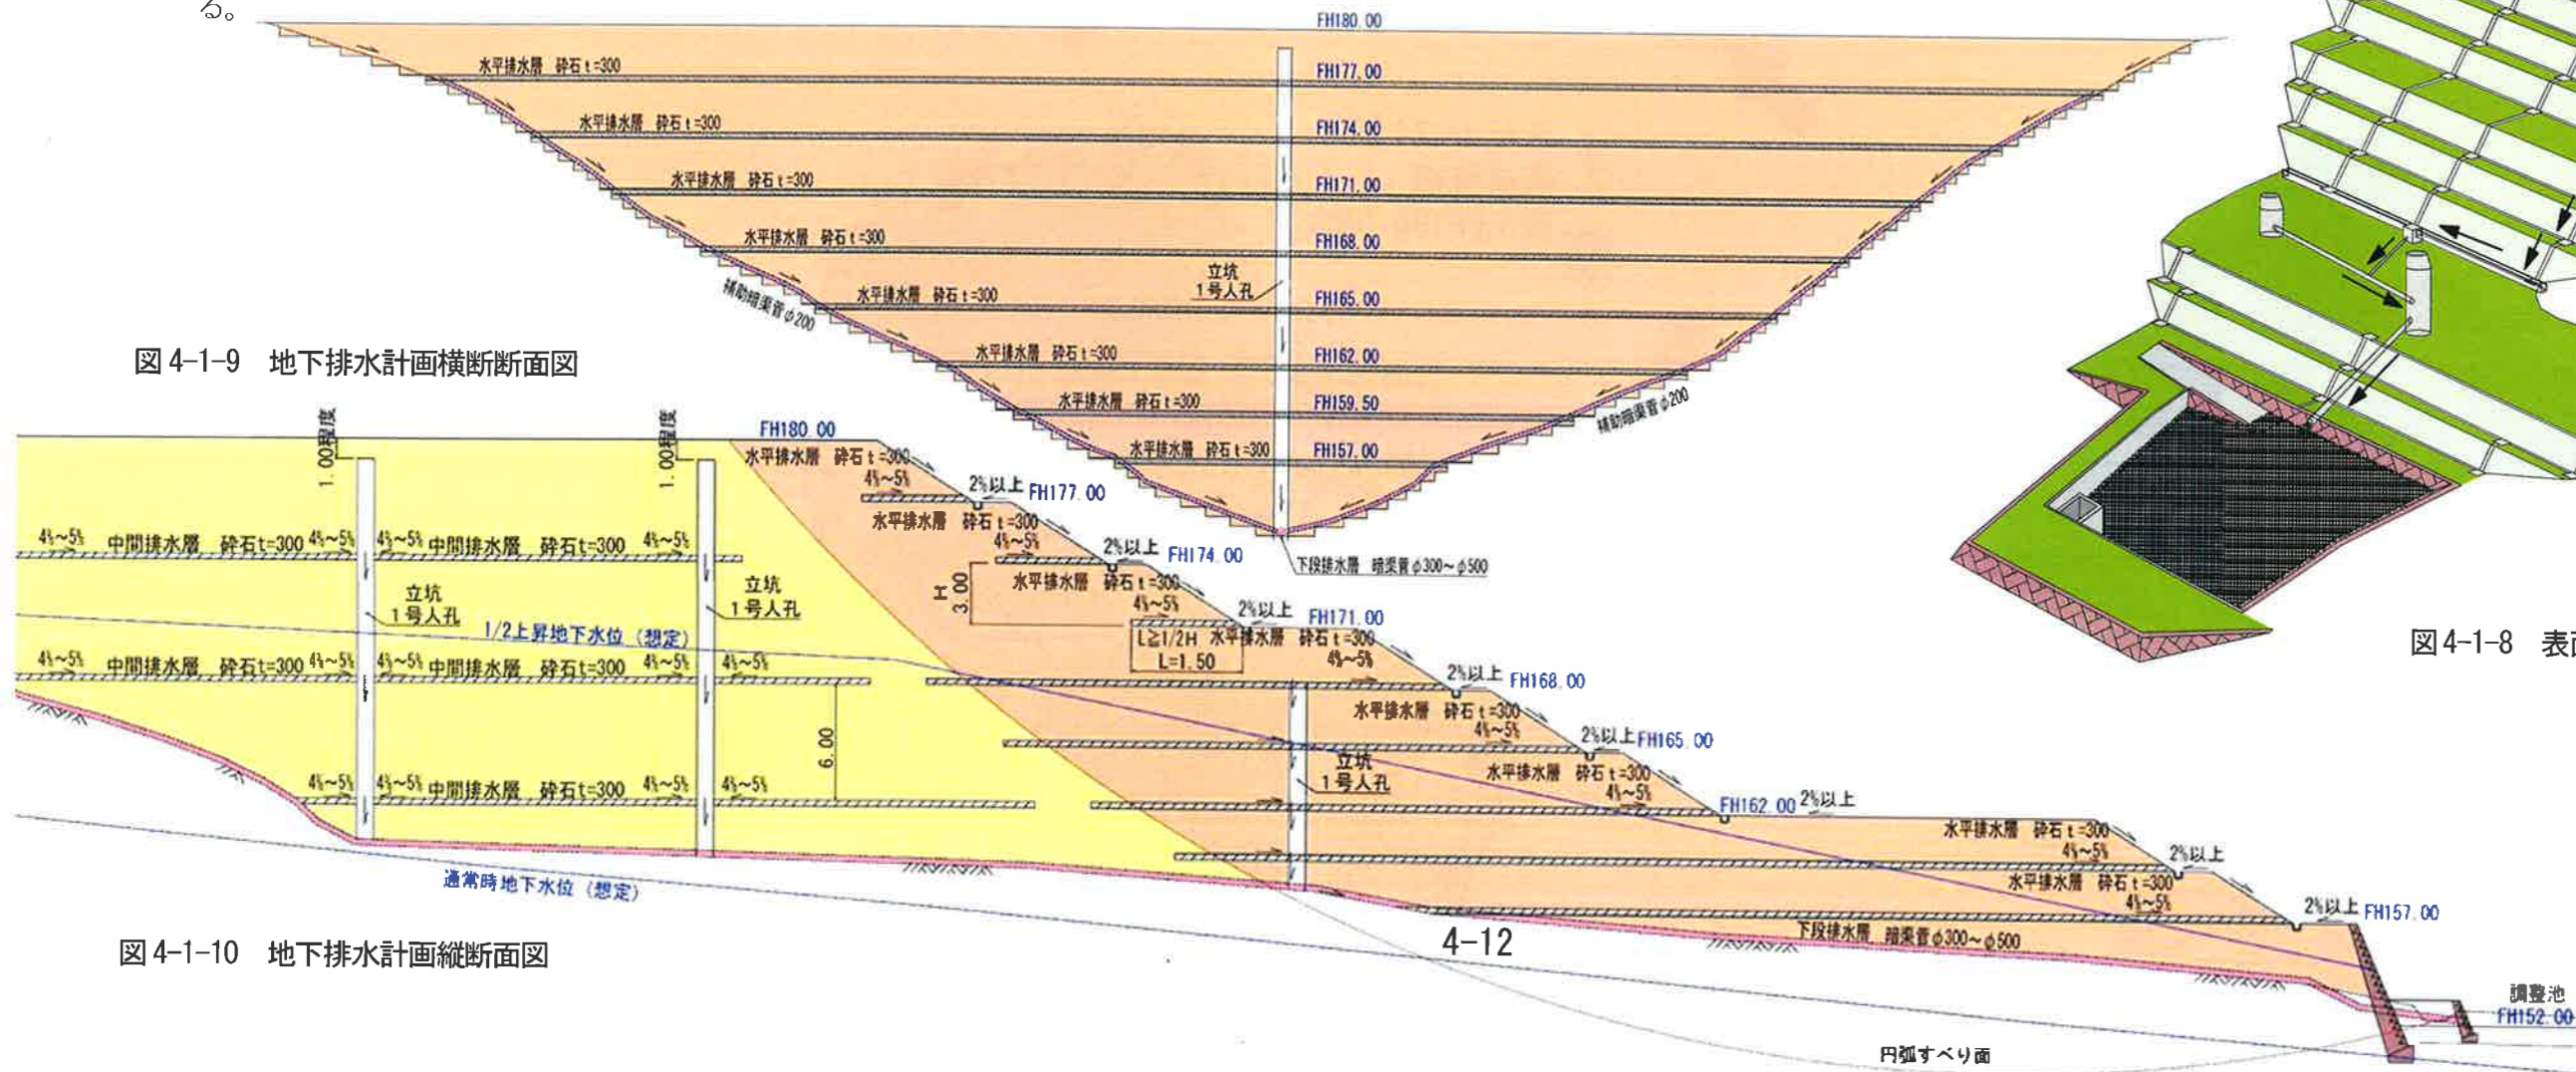 る。
FH180.00
水平排水層　砕石 t=300
FH177.00
水平排水層　砕石 t=300
FH174.00
水平排水層　砕石 t=300
FH171.00
水平排水層　砕石 t=300
FH168.00
立坑
1号人孔
水平排水層　砕石 t=300
FH165.00
補助暗渠管φ200
水平排水層　砕石 t=300
FH162.00
水平排水層　砕石 t=300
FH159.50
補助暗渠管φ200
水平排水層　砕石 t=300
FH157.00
下段排水層　暗渠管φ300～φ500
図4-1-9　地下排水計画横断断面図
1.00程度
1.00程度
FH180.00
水平排水層　砕石 t=300
4%～5%
2%以上
FH177.00
水平排水層　砕石 t=300
4%～5%
2%以上
FH174.00
水平排水層　砕石 t=300
4%～5%
H
3.00
2%以上
FH171.00
L≧1/2H
L=1.50
水平排水層　砕石 t=300
4%～5%
2%以上
FH168.00
水平排水層　砕石 t=300
4%～5%
2%以上
FH165.00
水平排水層　砕石 t=300
4%～5%
FH162.00
2%以上
水平排水層　砕石 t=300
4%～5%
2%以上
水平排水層　砕石 t=300
4%～5%
2%以上
FH157.00
4%～5%　中間排水層　砕石t=300　4%～5%
4%～5%　中間排水層　砕石t=300　4%～5%
立坑
1号人孔
立坑
1号人孔
1/2上昇地下水位（想定）
4%～5%　中間排水層　砕石t=300　4%～5%
4%～5%　中間排水層　砕石t=300　4%～5%
4%～5%
6.00
立坑
1号人孔
4%～5%
4%～5%　中間排水層　砕石t=300　4%～5%
4%～5%
通常時地下水位（想定）
下段排水層　暗渠管φ300～φ500
調整池
FH152.00
円弧すべり面
図4-1-10　地下排水計画縦断面図
4-12
図4-1-8　表面